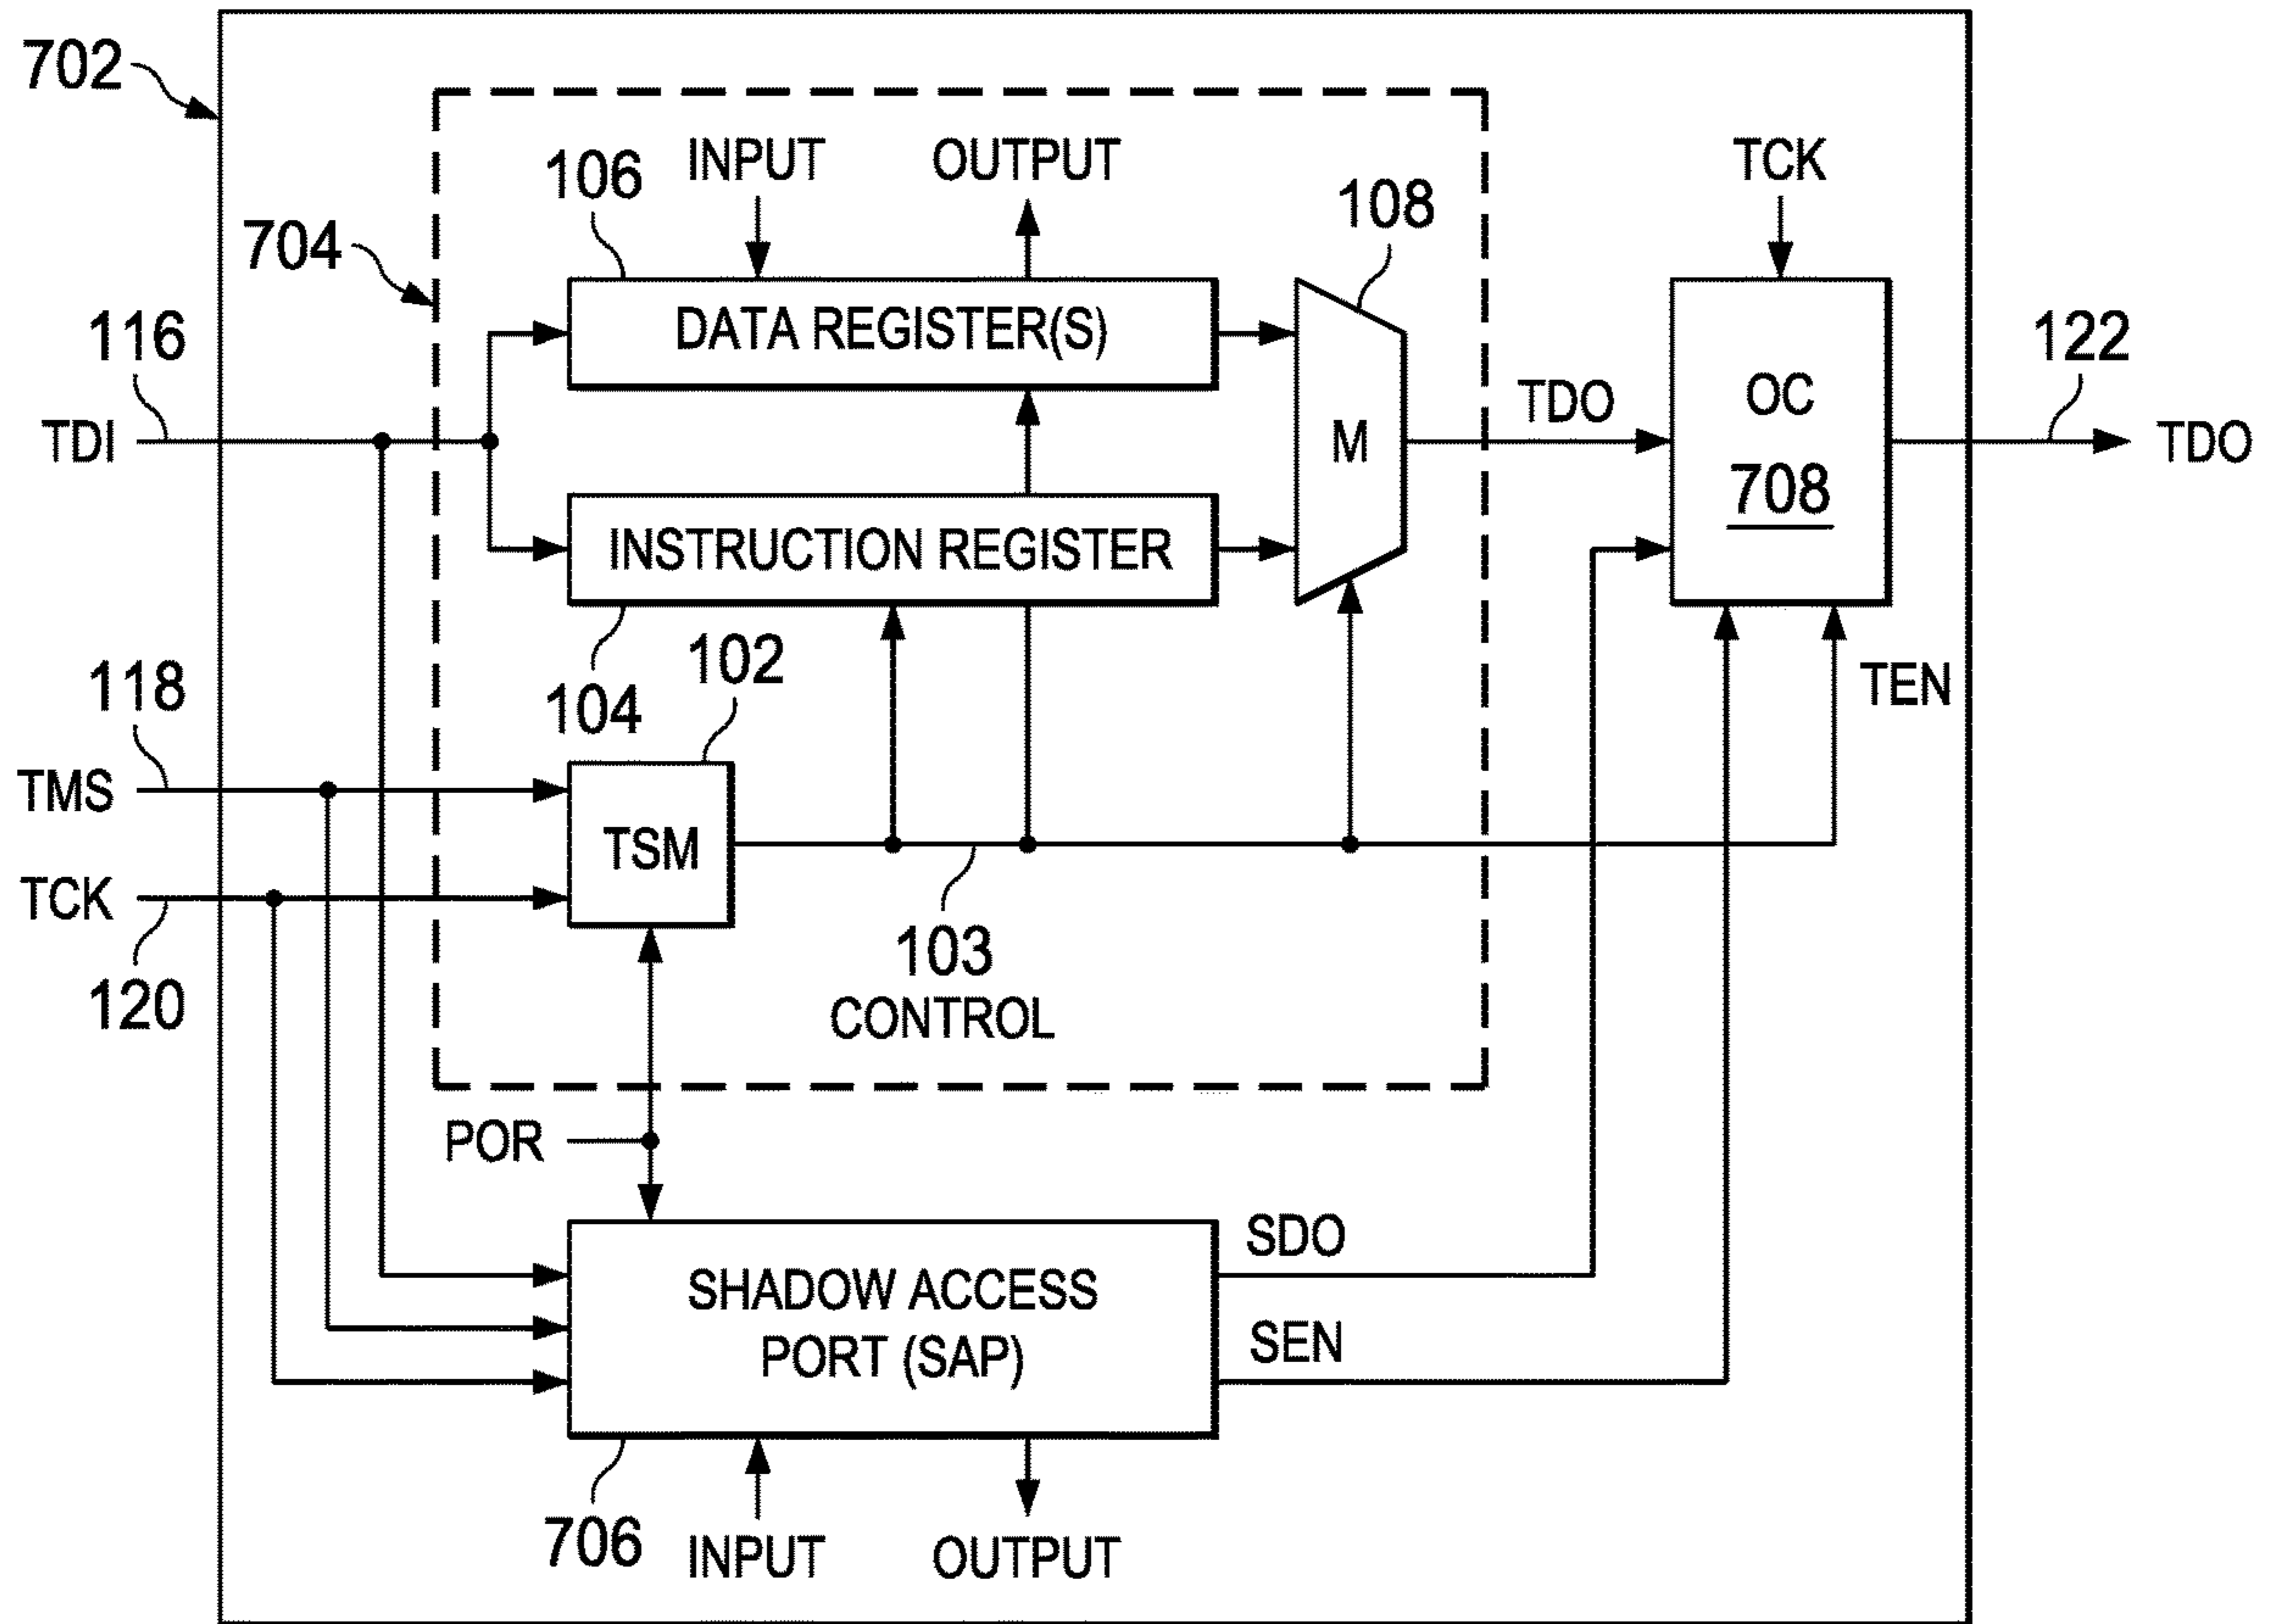 702
INPUT
OUTPUT
TCK
106
108
704
116
DATA REGISTER(S)
122
TDI
TDO
OC
708
M
TDO
INSTRUCTION REGISTER
118
102
104
TEN
TMS
TSM
TCK
103
120
CONTROL
POR
SDO
SHADOW ACCESS
PORT (SAP)
SEN
706
INPUT
OUTPUT